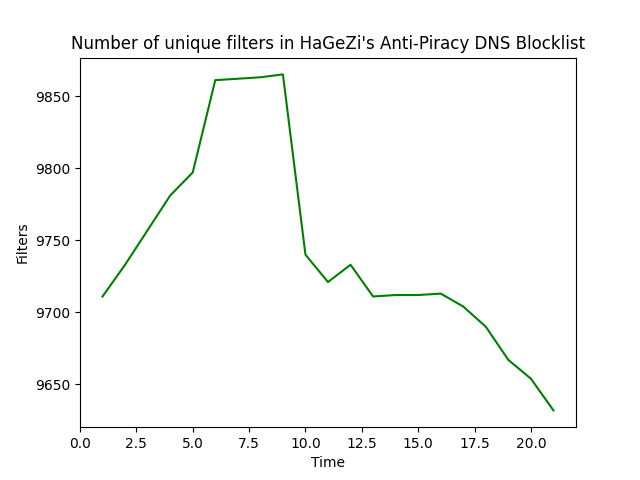 Number of unique filters in HaGeZi's Anti-Piracy DNS Blocklist
9850
9800
9750
9700
9650
Filters
0.0 2.5 5.0 7.5 10.0 12.5 15.0 17.5 20.0
Time